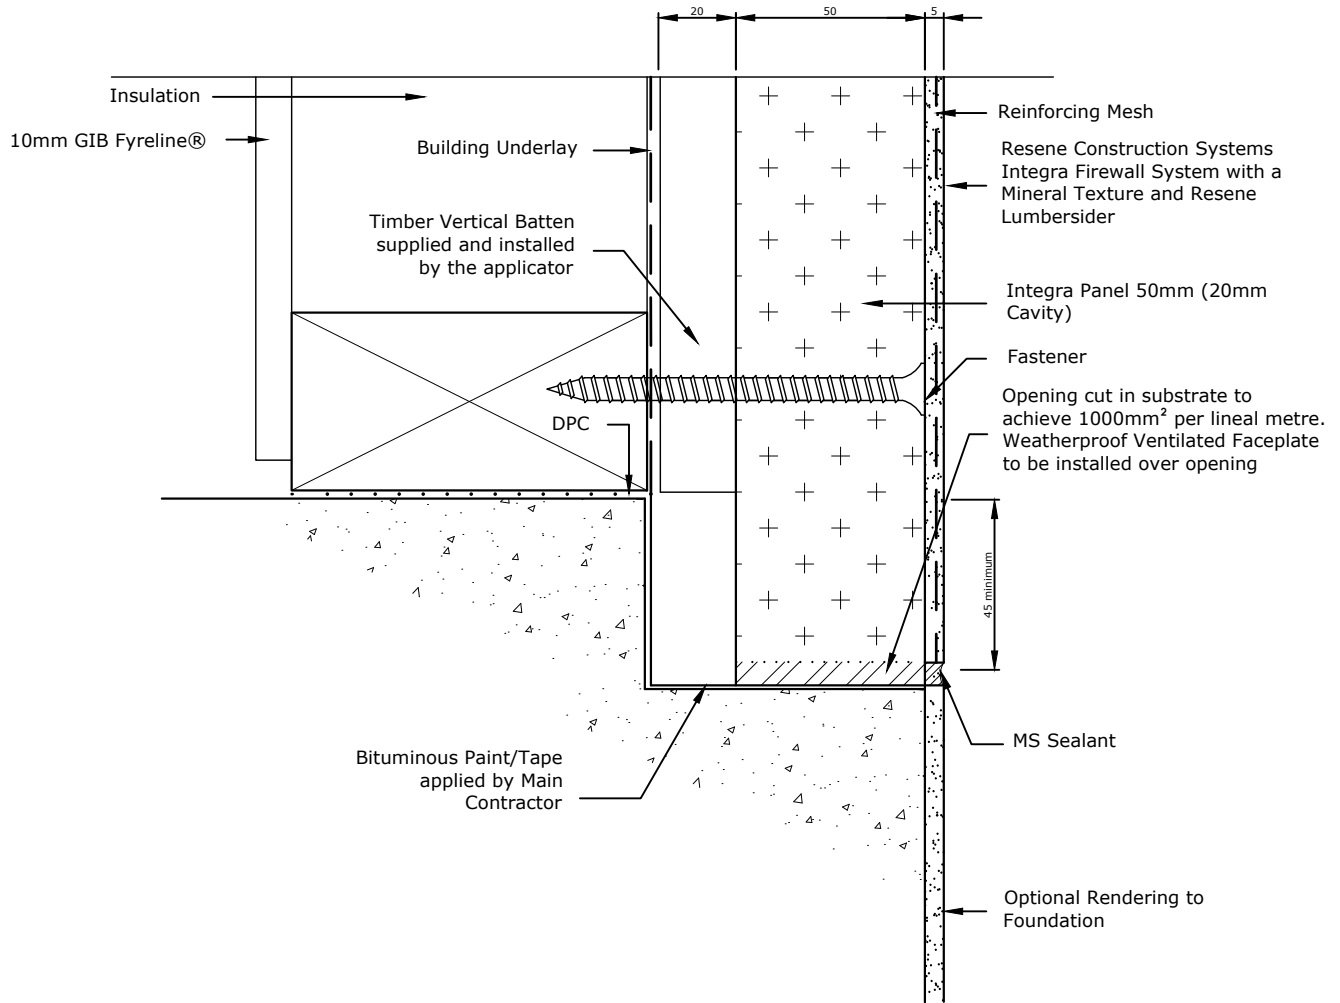 20
50
5
Insulation
10mm GIB Fyreline®
Building Underlay
Timber Vertical Batten
supplied and installed
by the applicator
DPC
Bituminous Paint/Tape
applied by Main
Contractor
Reinforcing Mesh
Resene Construction Systems
Integra Firewall System with a
Mineral Texture and Resene
Lumbersider
Integra Panel 50mm (20mm
Cavity)
Fastener
Opening cut in substrate to
achieve 1000mm² per lineal metre.
Weatherproof Ventilated Faceplate
to be installed over opening
45 minimum
MS Sealant
Optional Rendering to
Foundation